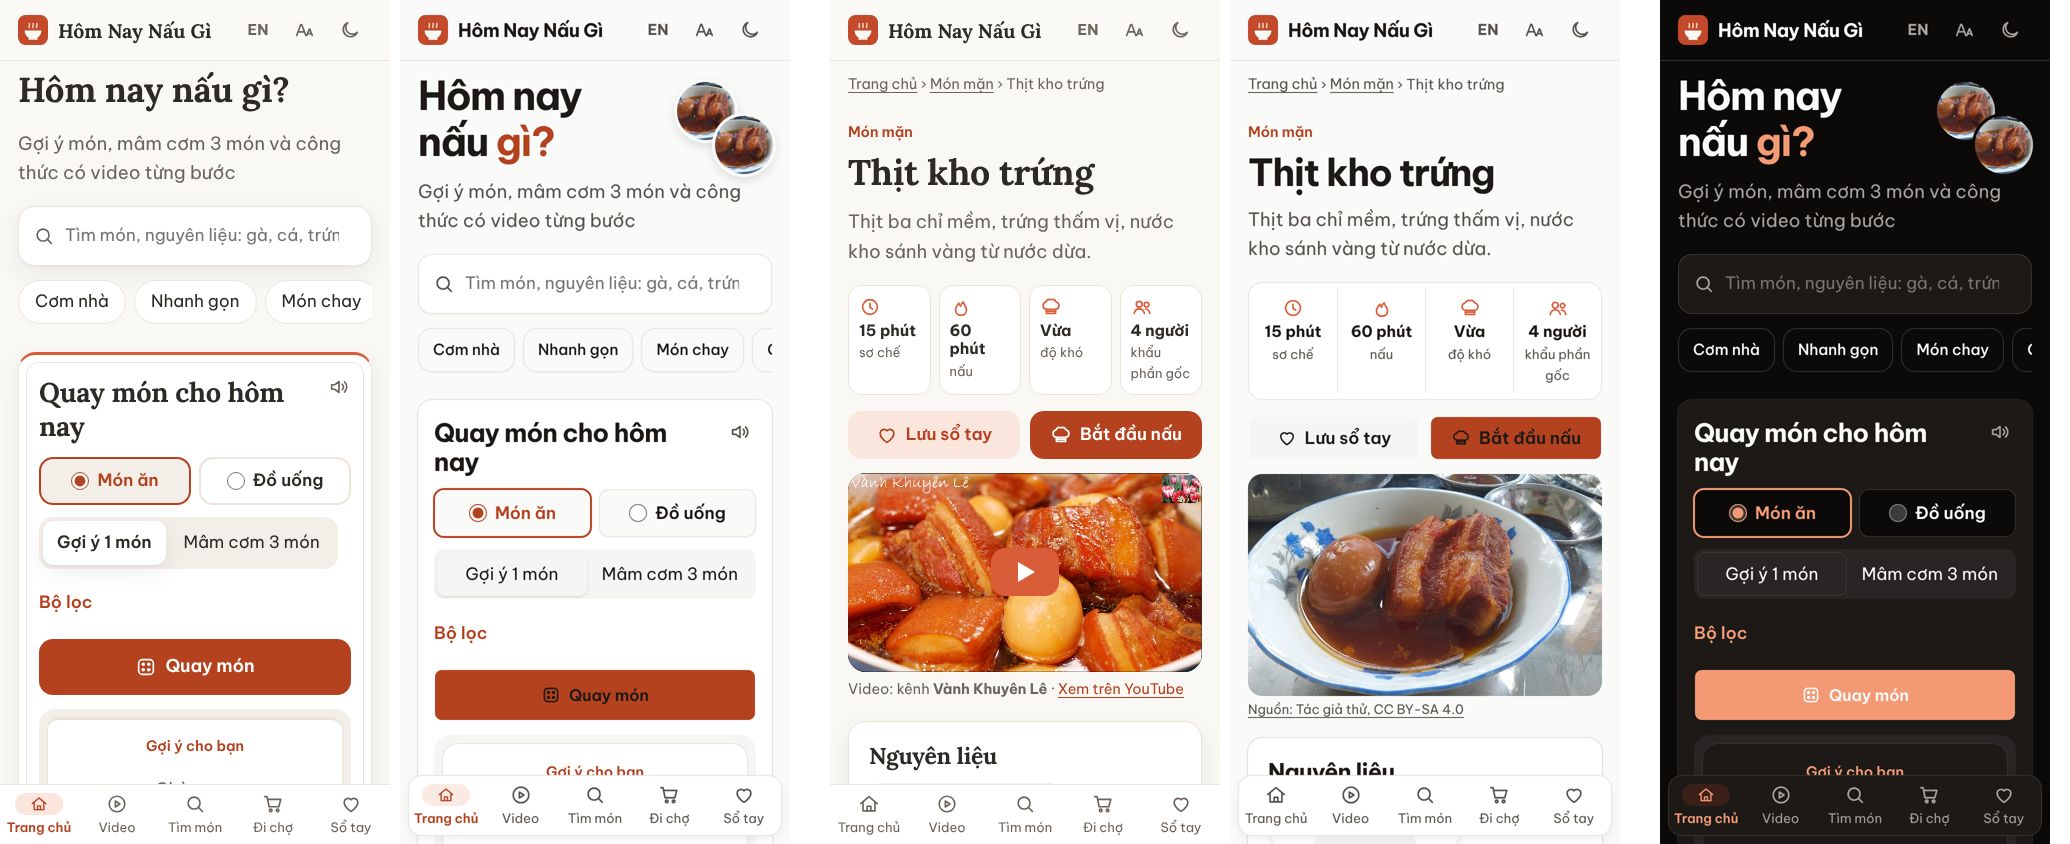 Hôm Nay Nấu Gì
EN
Hôm nay nấu gì?
Gợi ý món, mâm cơm 3 món và công
thức có video từng bước
Tìm món, nguyên liệu: gà, cá, trứn
Cơm nhà
Nhanh gọn
Món chay
Quay món cho hôm
nay
Món ăn
Đồ uống
Gợi ý 1 món
Mâm cơm 3 món
Bộ lọc
Quay món
Gợi ý cho bạn
Trang chủ
Video
Tìm món
Đi chợ
Sổ tay
Hôm Nay Nấu Gì
EN
Hôm nay
nấu gì?
Gợi ý món, mâm cơm 3 món và công
thức có video từng bước
Tìm món, nguyên liệu: gà, cá, trứn
Cơm nhà
Nhanh gọn
Món chay
Quay món cho hôm
nay
Món ăn
Đồ uống
Gợi ý 1 món
Mâm cơm 3 món
Bộ lọc
Quay món
Gợi ý cho bạn
Trang chủ
Video
Tìm món
Đi chợ
Sổ tay
Hôm Nay Nấu Gì
EN
Trang chủ › Món mặn › Thịt kho trứng
Món mặn
Thịt kho trứng
Thịt ba chỉ mềm, trứng thấm vị, nước
kho sánh vàng từ nước dừa.
15 phút
sơ chế
60
phút
nấu
Vừa
độ khó
4 người
khẩu
phần gốc
Lưu sổ tay
Bắt đầu nấu
Vành Khuyên Lê
Video: kênh Vành Khuyên Lê · Xem trên YouTube
Nguyên liệu
Trang chủ
Video
Tìm món
Đi chợ
Sổ tay
Hôm Nay Nấu Gì
EN
Trang chủ › Món mặn › Thịt kho trứng
Món mặn
Thịt kho trứng
Thịt ba chỉ mềm, trứng thấm vị, nước
kho sánh vàng từ nước dừa.
15 phút
sơ chế
60 phút
nấu
Vừa
độ khó
4 người
khẩu phần
gốc
Lưu sổ tay
Bắt đầu nấu
Nguồn: Tác giả thử, CC BY-SA 4.0
Nguyên liệu
Trang chủ
Video
Tìm món
Đi chợ
Sổ tay
Hôm Nay Nấu Gì
EN
Hôm nay
nấu gì?
Gợi ý món, mâm cơm 3 món và công
thức có video từng bước
Tìm món, nguyên liệu: gà, cá, trứn
Cơm nhà
Nhanh gọn
Món chay
Quay món cho hôm
nay
Món ăn
Đồ uống
Gợi ý 1 món
Mâm cơm 3 món
Bộ lọc
Quay món
Gợi ý cho bạn
Trang chủ
Video
Tìm món
Đi chợ
Sổ tay